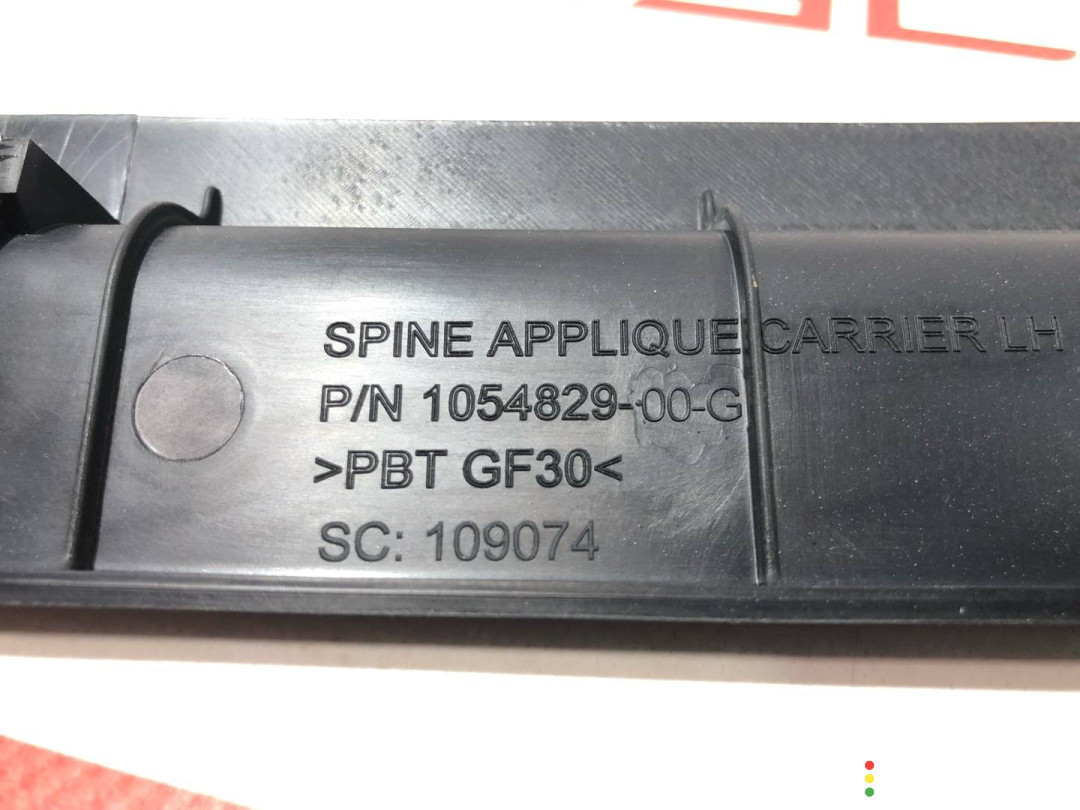 SPINE APPLIQUE CARRIER LH
P/N 1054829-00-G
>PBT GF30<
SC: 109074